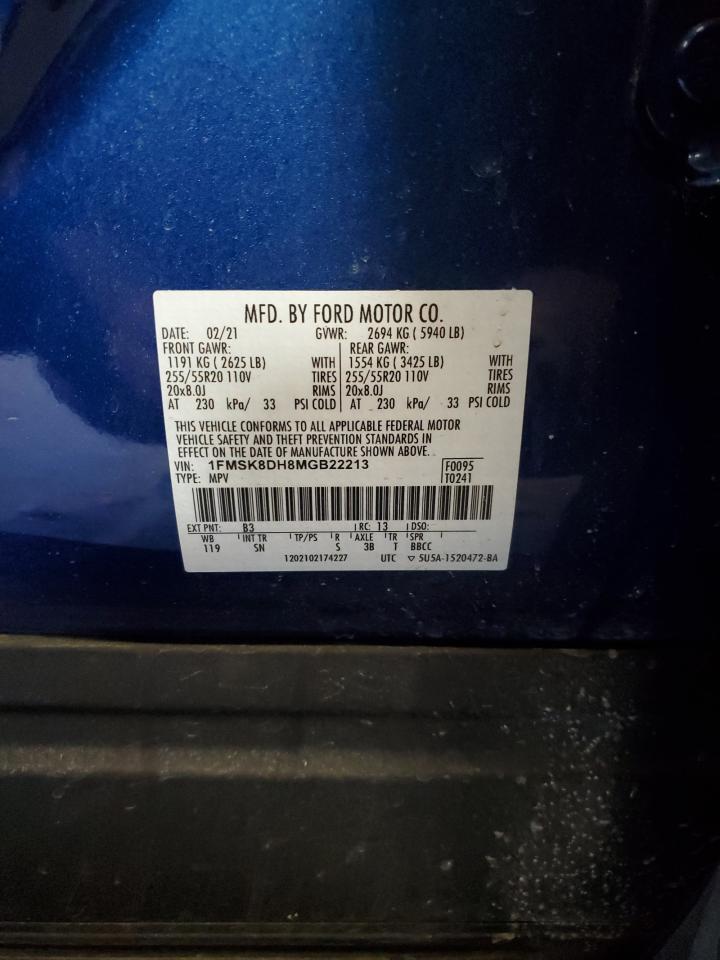 MFD. BY FORD MOTOR CO.
DATE: 02/21 GVWR: 2694 KG ( 5940 LB)
FRONT GAWR: REAR GAWR:
1191 KG ( 2625 LB) WITH 1554 KG ( 3425 LB) WITH
255/55R20 110V TIRES 255/55R20 110V TIRES
20x8.0J RIMS 20x8.0J RIMS
AT 230 kPa/ 33 PSI COLD AT 230 kPa/ 33 PSI COLD
THIS VEHICLE CONFORMS TO ALL APPLICABLE FEDERAL MOTOR
VEHICLE SAFETY AND THEFT PREVENTION STANDARDS IN
EFFECT ON THE DATE OF MANUFACTURE SHOWN ABOVE.
VIN: 1FMSK8DH8MGB22213 F0095
TYPE: MPV T0241
EXT PNT: B3 RC: 13 DSO:
WB INT TR TP/PS R AXLE TR SPR
119 SN S 3B T BBCC
1202102174227 UTC ▽ 5U5A-1520472-BA